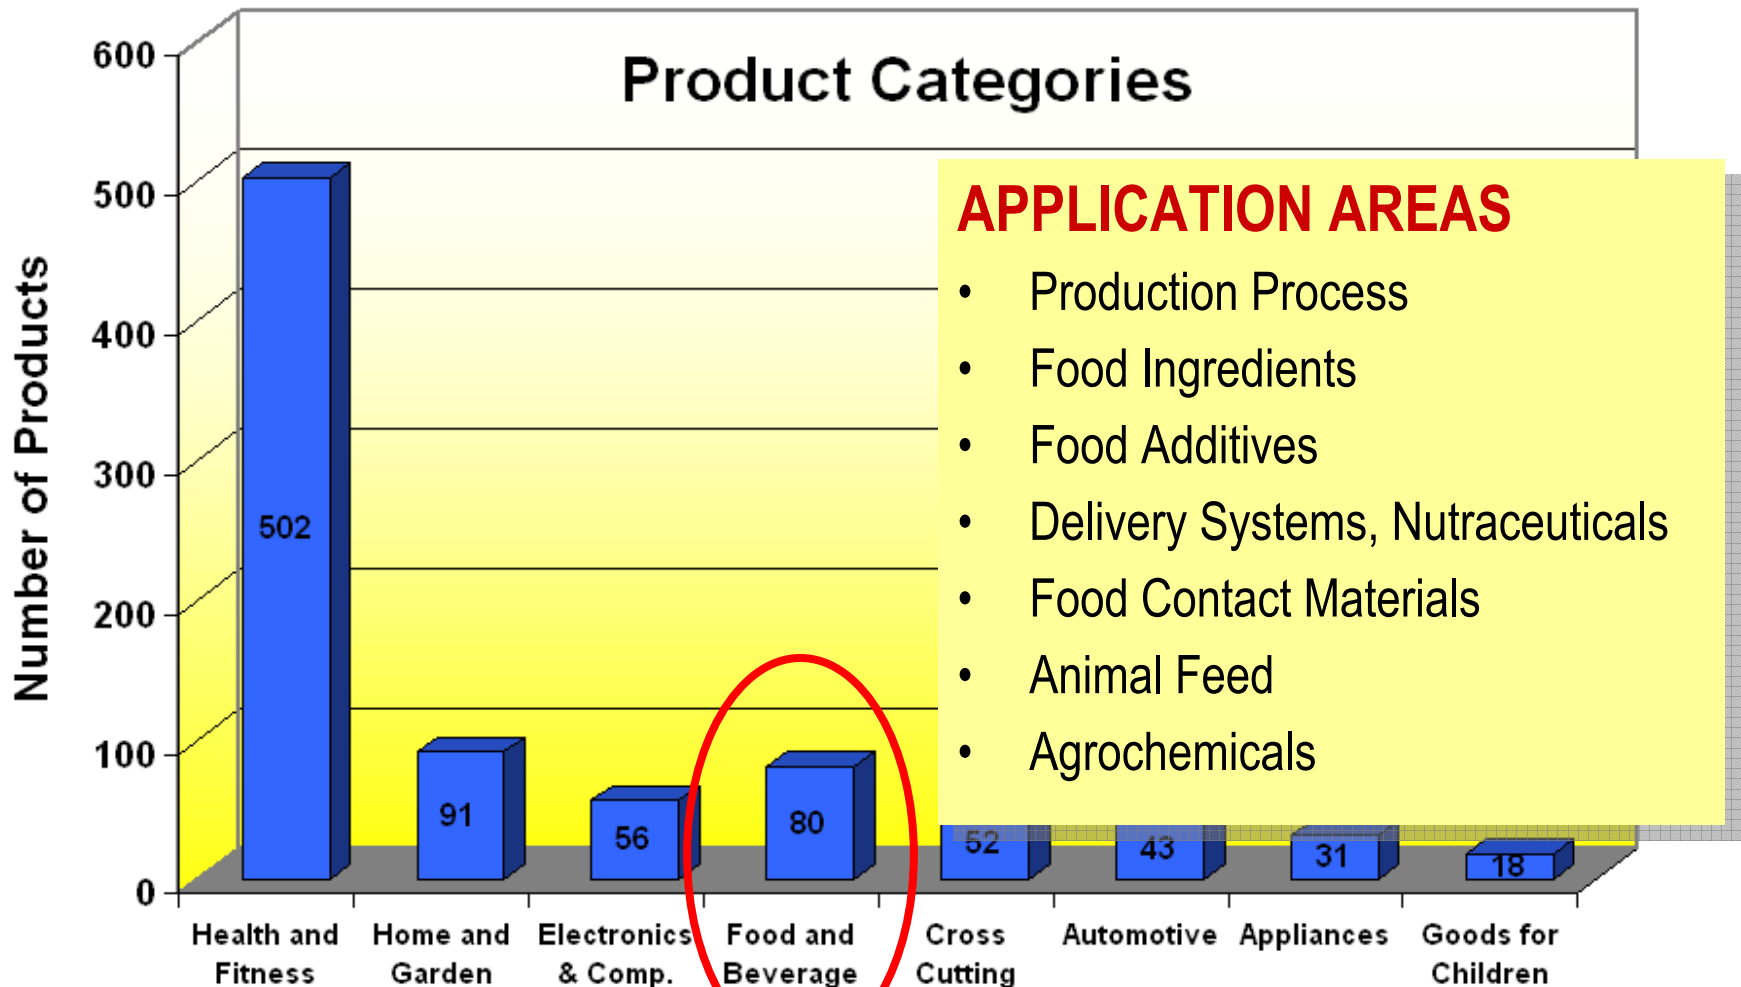 Product Categories
Number of Products
600
500
400
300
200
100
0
502
91
56
80
52
43
31
18
Health and
Fitness
Home and
Garden
Electronics
& Comp.
Food and
Beverage
Cross
Cutting
Automotive
Appliances
Goods for
Children
APPLICATION AREAS
• Production Process
• Food Ingredients
• Food Additives
• Delivery Systems, Nutraceuticals
• Food Contact Materials
• Animal Feed
• Agrochemicals